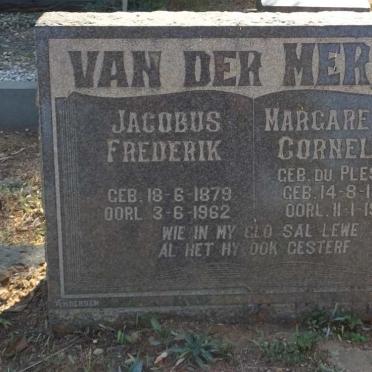 VAN DER MER
JACOBUS
FREDERIK
GEB. 18-6-1879
OORL. 3-6-1962
MARGARE
CORNEL
GEB. DU PLES
GEB. 14-8-1
OORL. 11-1-19
WIE IN MY GLO SAL LEWE
AL HET HY OOK GESTERF
ANDERSEN